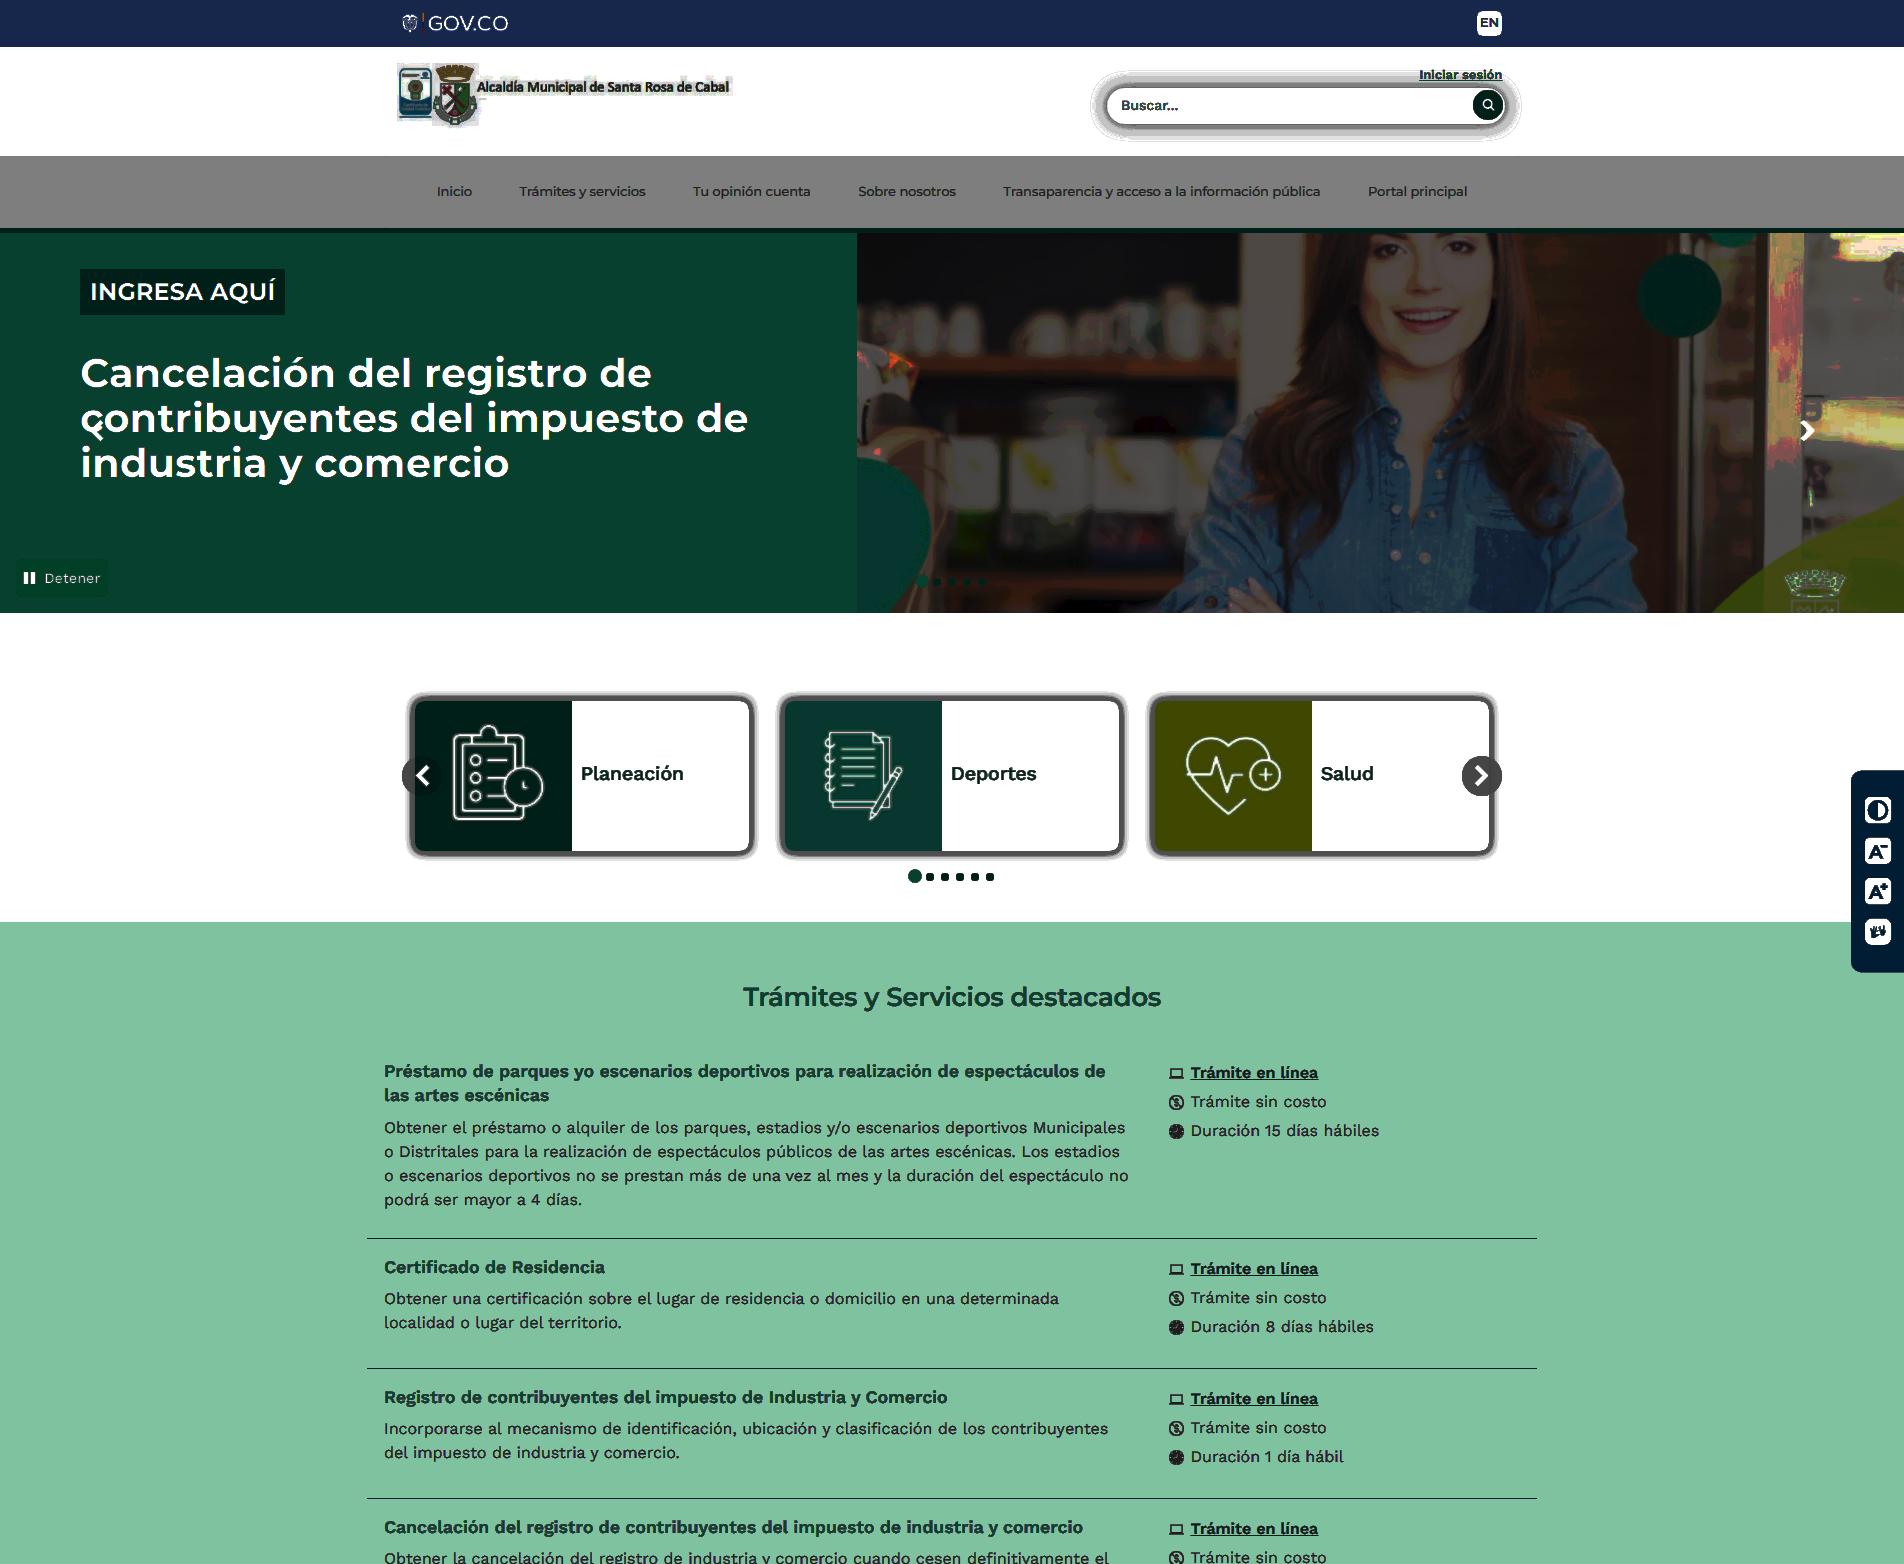 GOV.CO
EN
Alcaldía Municipal de Santa Rosa de Cabal
Iniciar sesión
Buscar...
Inicio
Trámites y servicios
Tu opinión cuenta
Sobre nosotros
Transaparencia y acceso a la información pública
Portal principal
INGRESA AQUÍ
Cancelación del registro de
contribuyentes del impuesto de
industria y comercio
Detener
Planeación
Deportes
Salud
A-
A+
Trámites y Servicios destacados
Préstamo de parques yo escenarios deportivos para realización de espectáculos de
las artes escénicas
Obtener el préstamo o alquiler de los parques, estadios y/o escenarios deportivos Municipales
o Distritales para la realización de espectáculos públicos de las artes escénicas. Los estadios
o escenarios deportivos no se prestan más de una vez al mes y la duración del espectáculo no
podrá ser mayor a 4 días.
Trámite en línea
Trámite sin costo
Duración 15 días hábiles
Certificado de Residencia
Obtener una certificación sobre el lugar de residencia o domicilio en una determinada
localidad o lugar del territorio.
Trámite en línea
Trámite sin costo
Duración 8 días hábiles
Registro de contribuyentes del impuesto de Industria y Comercio
Incorporarse al mecanismo de identificación, ubicación y clasificación de los contribuyentes
del impuesto de industria y comercio.
Trámite en línea
Trámite sin costo
Duración 1 día hábil
Cancelación del registro de contribuyentes del impuesto de industria y comercio
Obtener la cancelación del registro de industria y comercio cuando cesen definitivamente el
Trámite en línea
Trámite sin costo